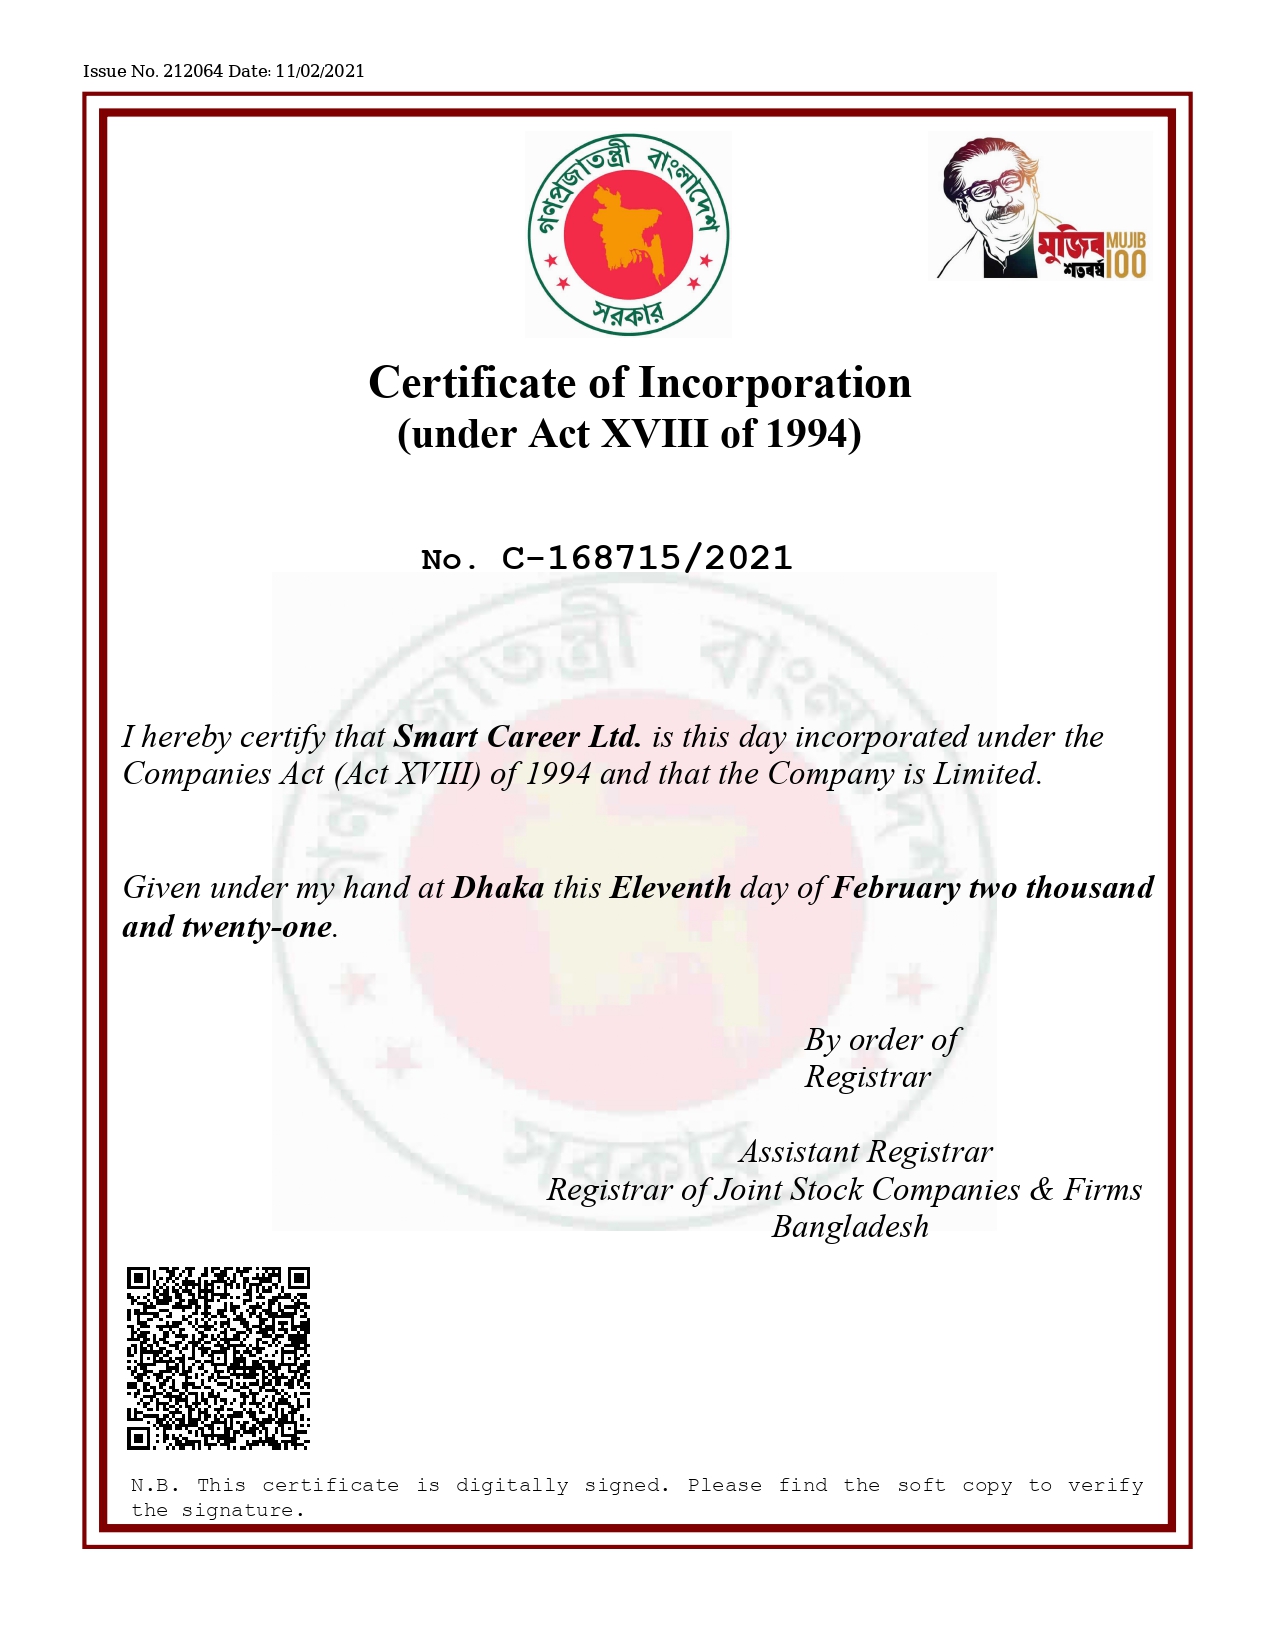 Issue No. 212064 Date: 11/02/2021
গণপ্রজাতন্ত্রী বাংলাদেশ
সরকার
মুজিব
শতবর্ষ
MUJIB
100
Certificate of Incorporation
(under Act XVIII of 1994)
No. C-168715/2021
গণপ্রজাতন্ত্রী বাংলাদেশ
I hereby certify that Smart Career Ltd. is this day incorporated under the
Companies Act (Act XVIII) of 1994 and that the Company is Limited.
Given under my hand at Dhaka this Eleventh day of February two thousand
and twenty-one.
By order of
Registrar
সরকার
Assistant Registrar
Registrar of Joint Stock Companies & Firms
Bangladesh
N.B. This certificate is digitally signed. Please find the soft copy to verify
the signature.